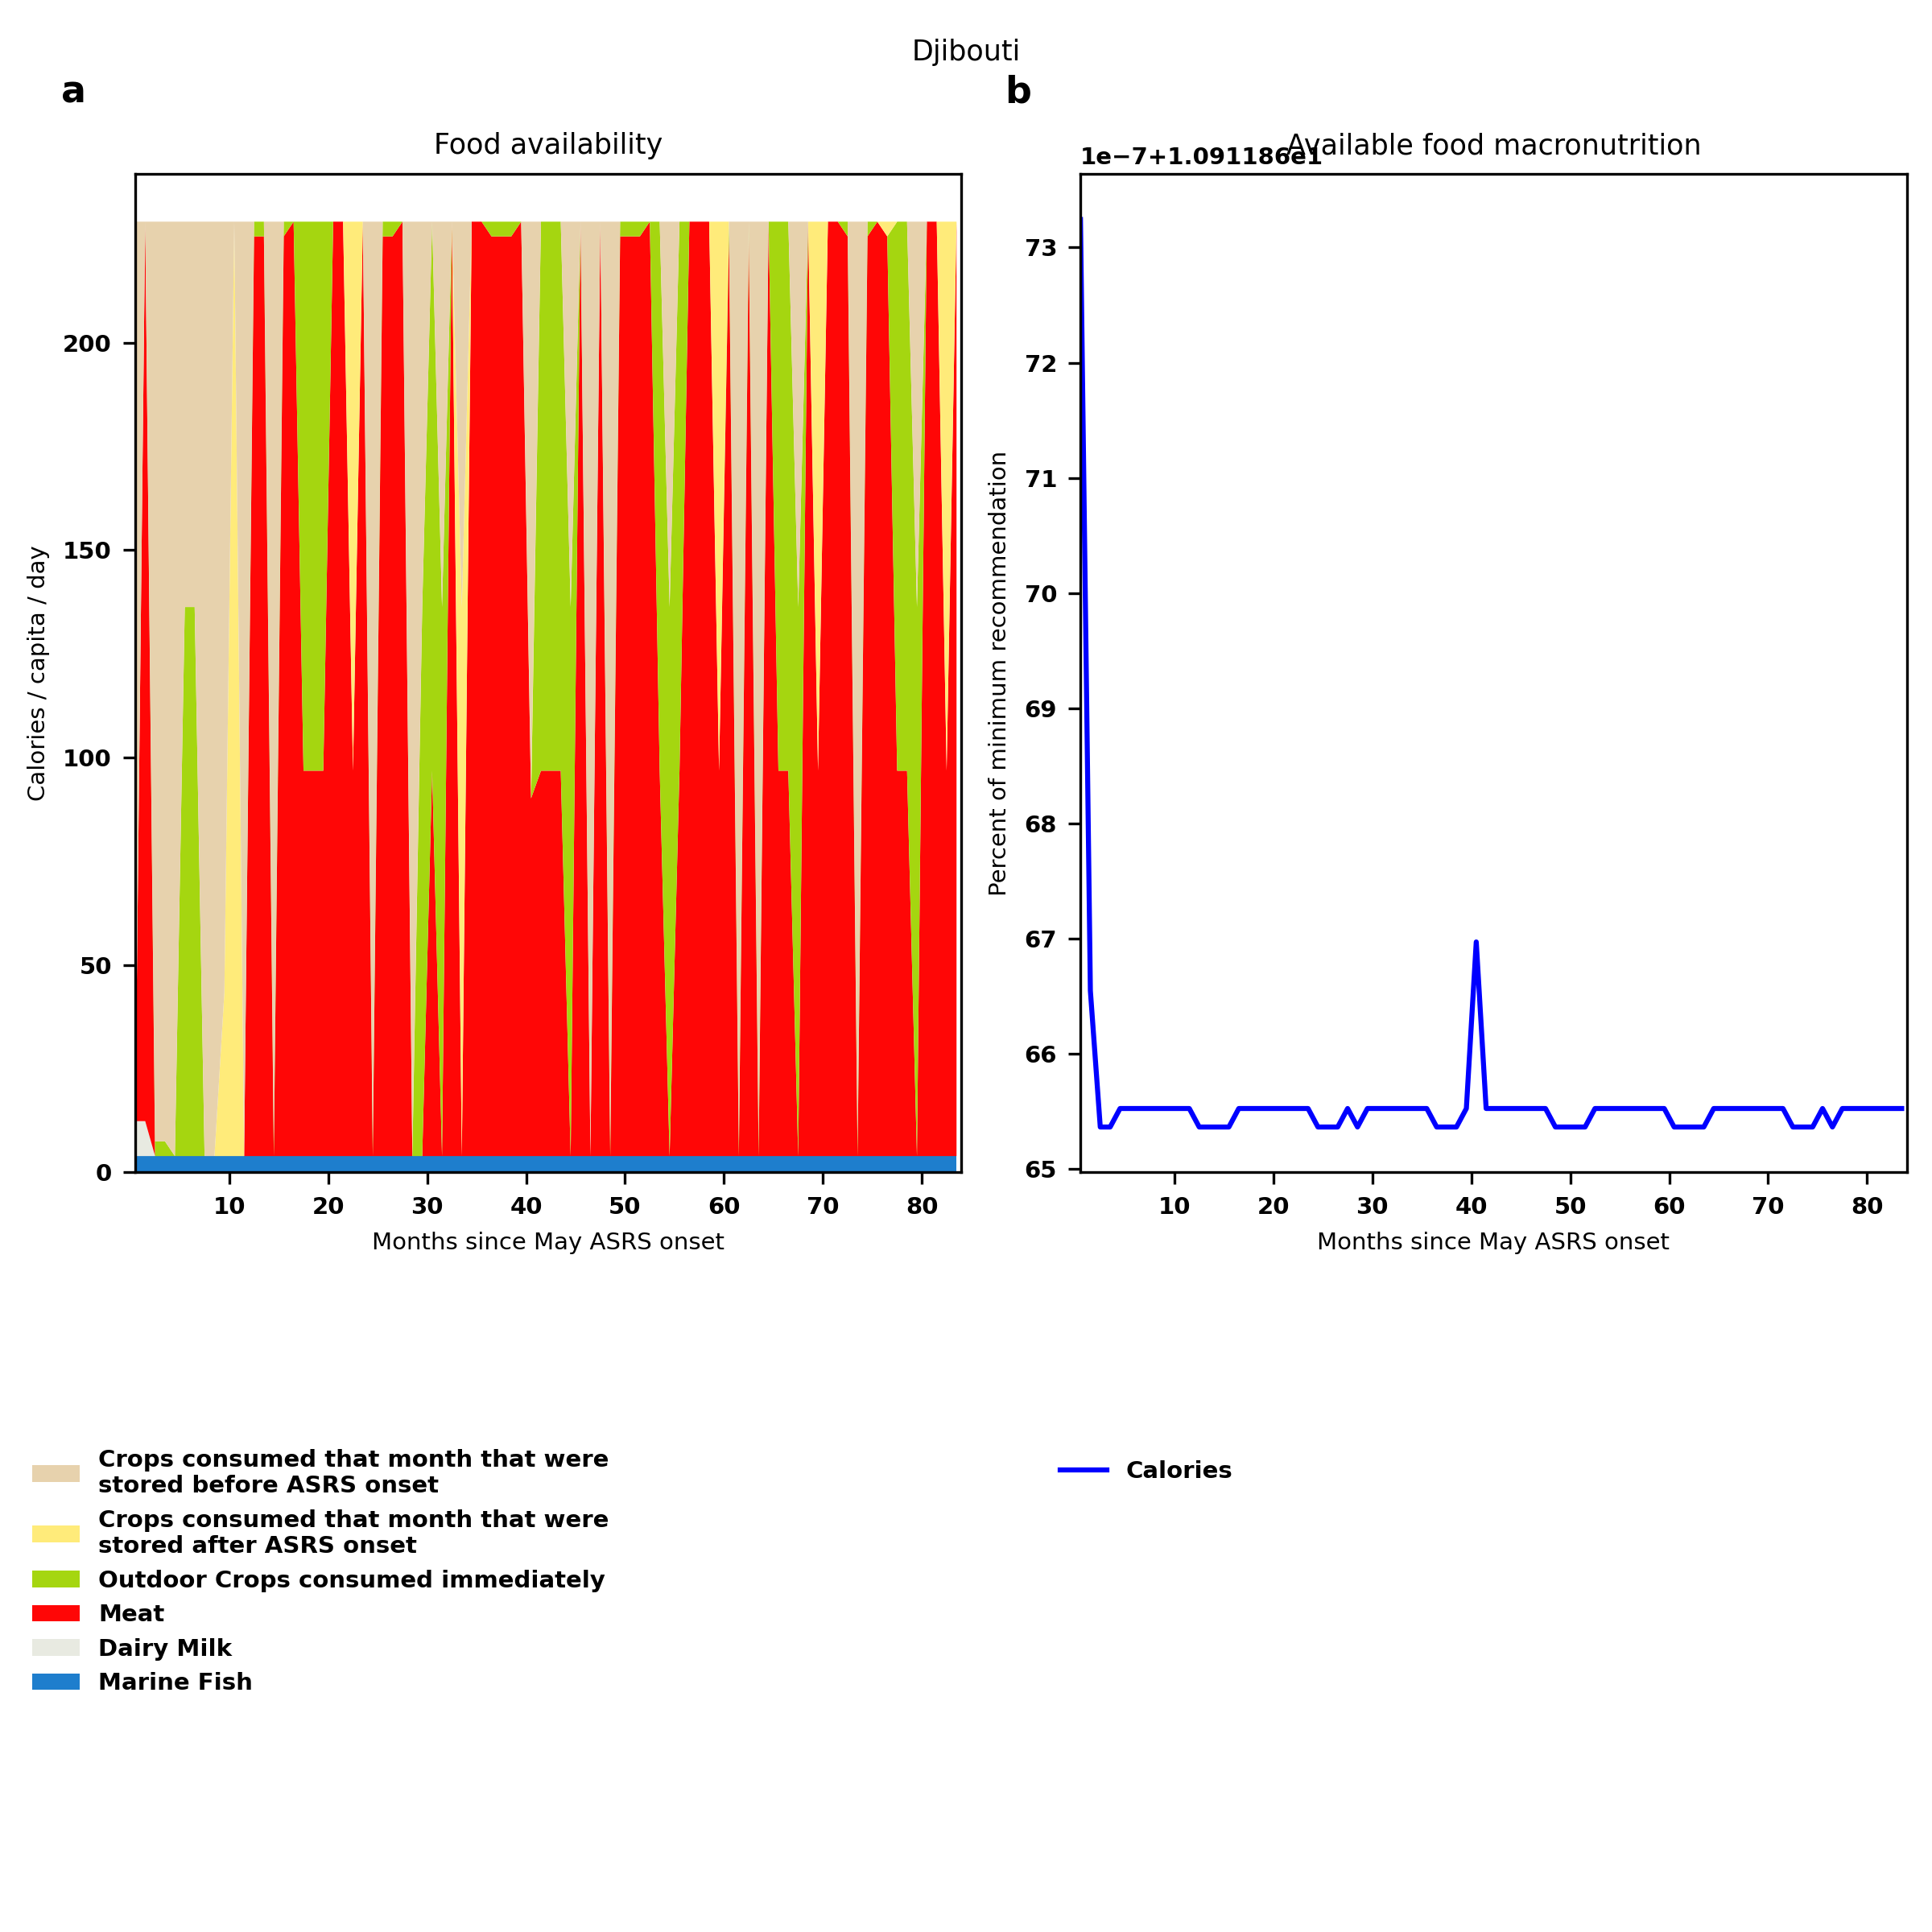 Djibouti
a
b
Food availability
Available food macronutrition
1e−7+1.091186e1
Calories / capita / day
200
150
100
50
0
10 20 30 40 50 60 70 80
Months since May ASRS onset
Percent of minimum recommendation
73
72
71
70
69
68
67
66
65
10 20 30 40 50 60 70 80
Months since May ASRS onset
Crops consumed that month that were
stored before ASRS onset
Crops consumed that month that were
stored after ASRS onset
Outdoor Crops consumed immediately
Meat
Dairy Milk
Marine Fish
Calories